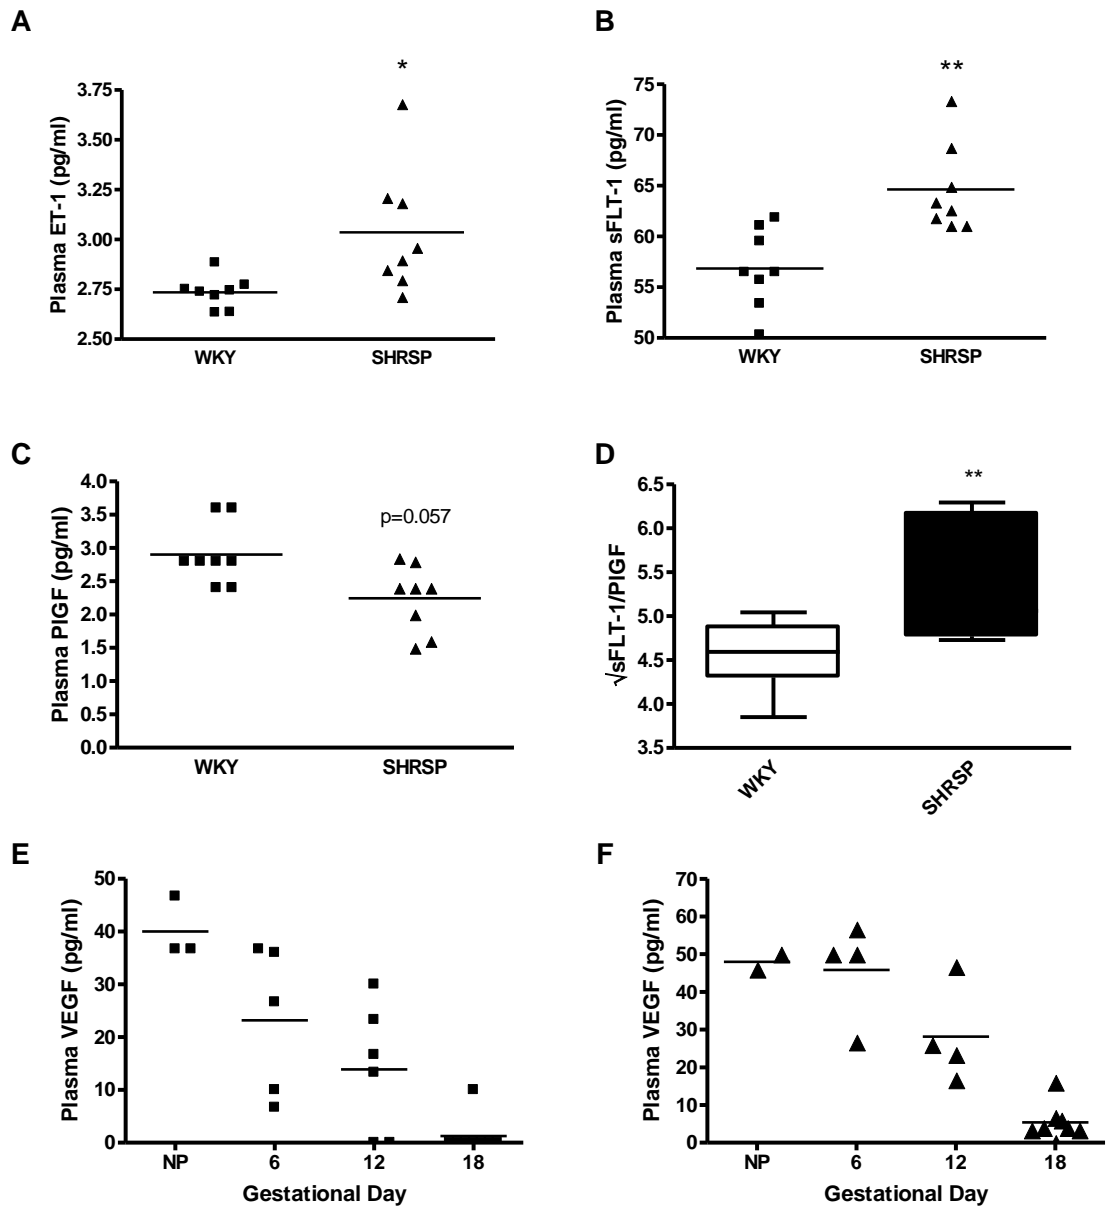 A
*
Plasma ET-1 (pg/ml)
3.75
3.50
3.25
3.00
2.75
2.50
WKY
SHRSP
B
**
Plasma sFLT-1 (pg/ml)
75
70
65
60
55
50
WKY
SHRSP
C
p=0.057
Plasma PlGF (pg/ml)
4.0
3.5
3.0
2.5
2.0
1.5
1.0
0.5
0.0
WKY
SHRSP
D
**
√sFLT-1/PlGF
6.5
6.0
5.5
5.0
4.5
4.0
3.5
WKY
SHRSP
E
Plasma VEGF (pg/ml)
50
40
30
20
10
0
NP 6 12 18
Gestational Day
F
Plasma VEGF (pg/ml)
70
60
50
40
30
20
10
0
NP 6 12 18
Gestational Day